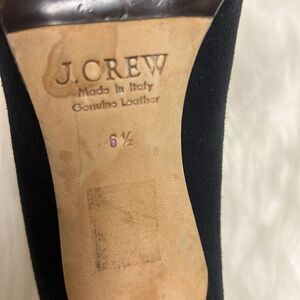 J.CREW
Made In Italy
Genuine Leather
6 ½